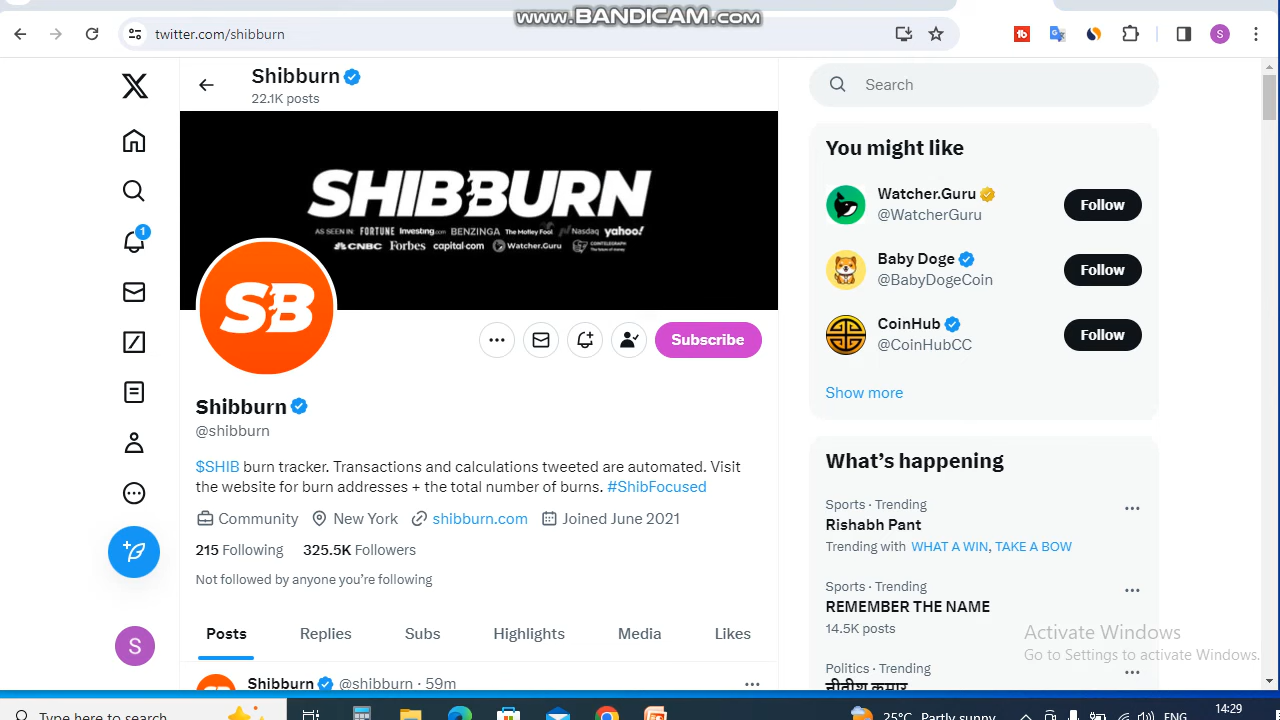 www.BANDICAM.com
twitter.com/shibburn
S
Shibburn
22.1K posts
Search
SHIBBURN
AS SEEN IN: FORTUNE Investing.com BENZINGA The Motley Fool Nasdaq yahoo!
CNBC Forbes capital.com Watcher.Guru COINTELEGRAPH
SB
1
Subscribe
Shibburn
@shibburn
$SHIB burn tracker. Transactions and calculations tweeted are automated. Visit
the website for burn addresses + the total number of burns. #ShibFocused
Community New York shibburn.com Joined June 2021
215 Following 325.5K Followers
Not followed by anyone you’re following
Posts Replies Subs Highlights Media Likes
Shibburn @shibburn · 59m
S
You might like
Watcher.Guru
@WatcherGuru
Follow
Baby Doge
@BabyDogeCoin
Follow
CoinHub
@CoinHubCC
Follow
Show more
What’s happening
Sports · Trending
Rishabh Pant
Trending with WHAT A WIN, TAKE A BOW
Sports · Trending
REMEMBER THE NAME
14.5K posts
Politics · Trending
नीतीश कुमार
Activate Windows
Go to Settings to activate Windows.
Type here to search
25°C Partly sunny
ENG
14:29